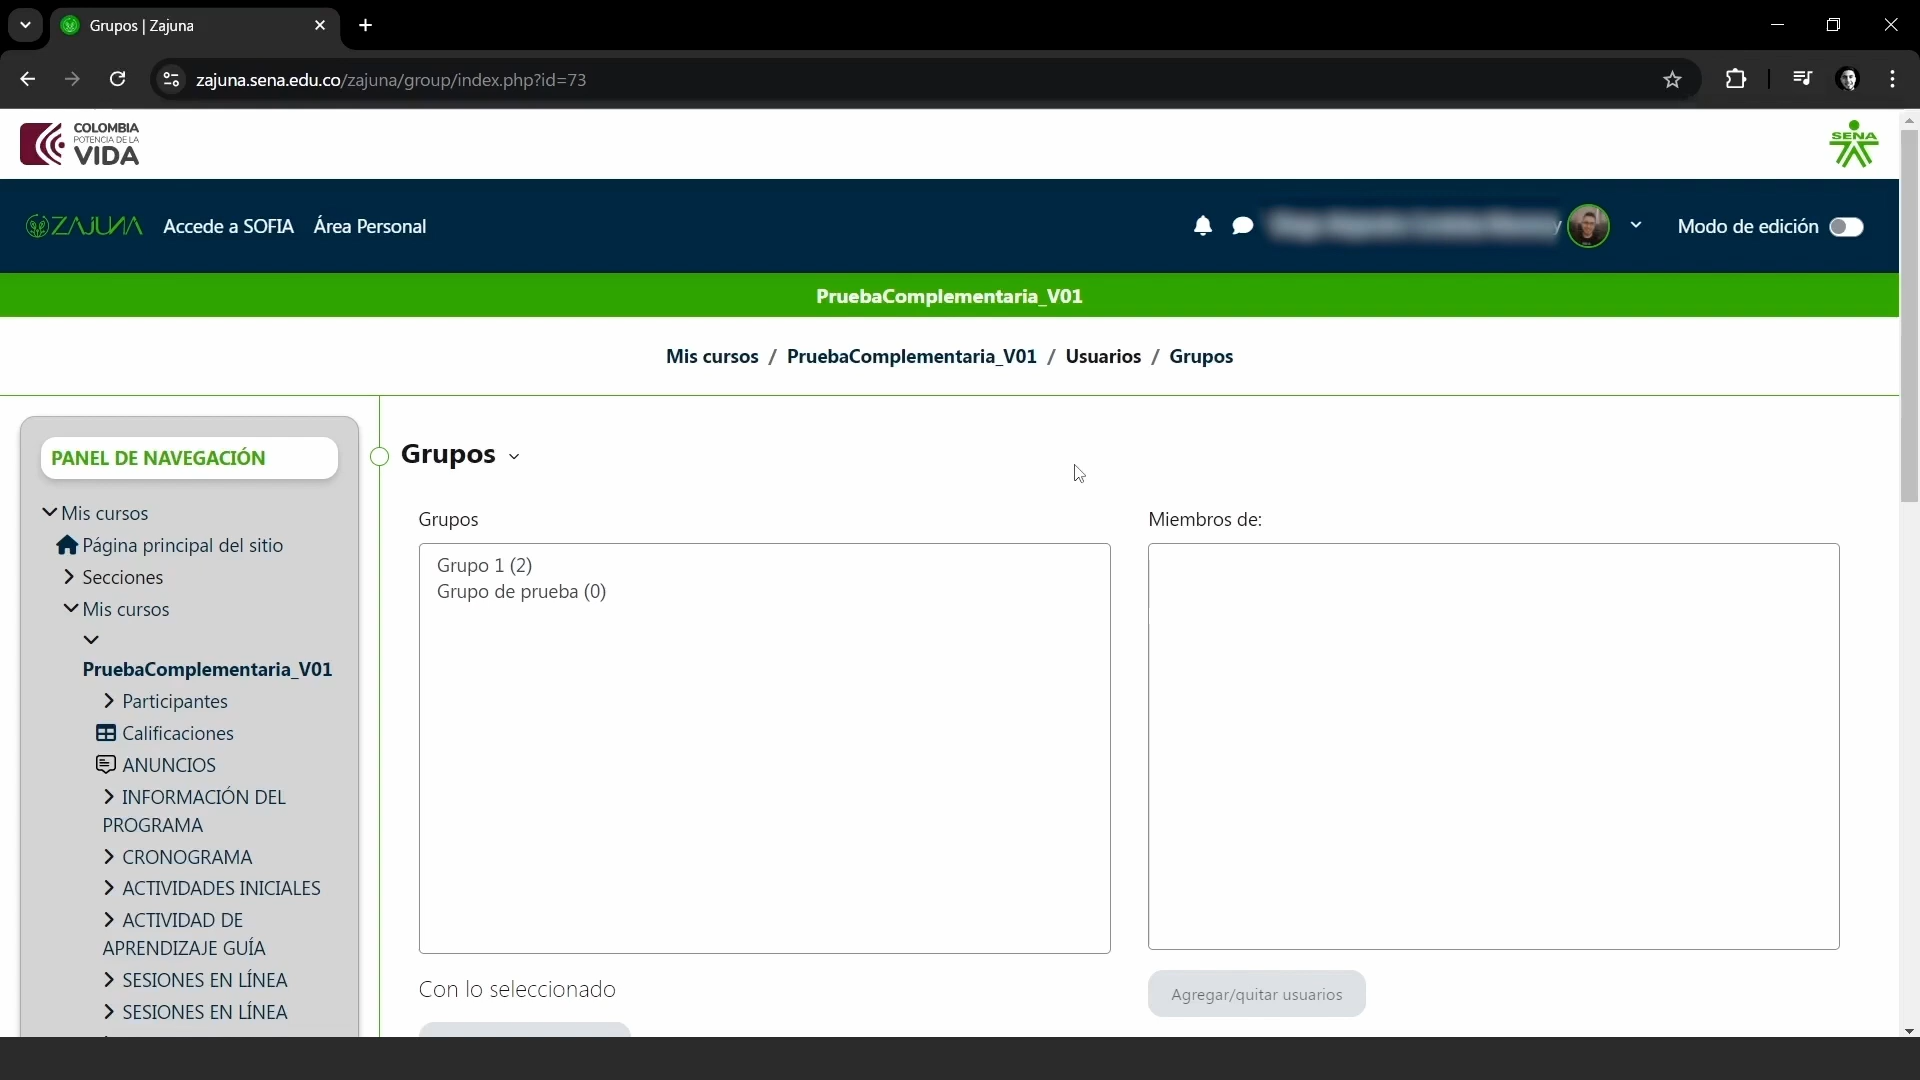 Grupos | Zajuna
zajuna.sena.edu.co/zajuna/group/index.php?id=73
COLOMBIA
POTENCIA DE LA
VIDA
SENA
ZAJUNA
Accede a SOFIA
Área Personal
Modo de edición
PruebaComplementaria_V01
Mis cursos / PruebaComplementaria_V01 / Usuarios / Grupos
PANEL DE NAVEGACIÓN
Mis cursos
Página principal del sitio
Secciones
Mis cursos
PruebaComplementaria_V01
Participantes
Calificaciones
ANUNCIOS
INFORMACIÓN DEL
PROGRAMA
CRONOGRAMA
ACTIVIDADES INICIALES
ACTIVIDAD DE
APRENDIZAJE GUÍA
SESIONES EN LÍNEA
SESIONES EN LÍNEA
Grupos
Grupos
Grupo 1 (2)
Grupo de prueba (0)
Con lo seleccionado
Miembros de:
Agregar/quitar usuarios